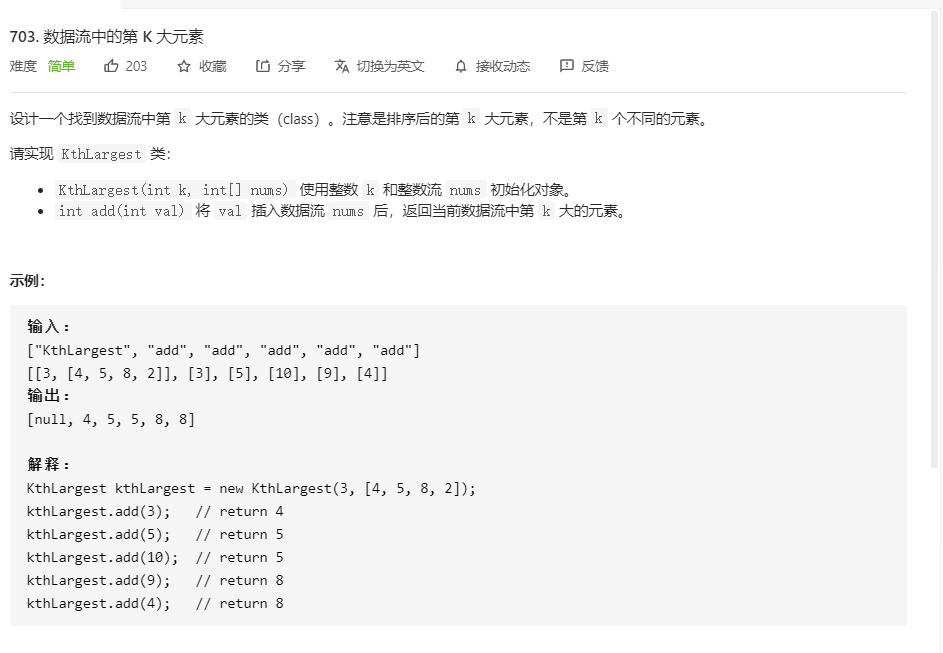 703. 数据流中的第 K 大元素
难度 简单 203 收藏 分享 切换为英文 接收动态 反馈
设计一个找到数据流中第 k 大元素的类（class）。注意是排序后的第 k 大元素，不是第 k 个不同的元素。
请实现 KthLargest 类：
• KthLargest(int k, int[] nums) 使用整数 k 和整数流 nums 初始化对象。
• int add(int val) 将 val 插入数据流 nums 后，返回当前数据流中第 k 大的元素。
示例：
输入：
["KthLargest", "add", "add", "add", "add", "add"]
[[3, [4, 5, 8, 2]], [3], [5], [10], [9], [4]]
输出：
[null, 4, 5, 5, 8, 8]
解释：
KthLargest kthLargest = new KthLargest(3, [4, 5, 8, 2]);
kthLargest.add(3);   // return 4
kthLargest.add(5);   // return 5
kthLargest.add(10);  // return 5
kthLargest.add(9);   // return 8
kthLargest.add(4);   // return 8